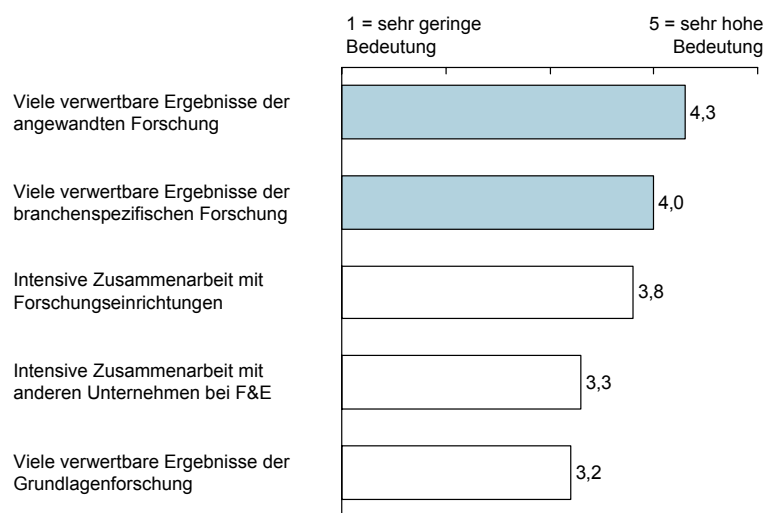 1 = sehr geringe
Bedeutung
5 = sehr hohe
Bedeutung
Viele verwertbare Ergebnisse der
angewandten Forschung
4,3
Viele verwertbare Ergebnisse der
branchenspezifischen Forschung
4,0
Intensive Zusammenarbeit mit
Forschungseinrichtungen
3,8
Intensive Zusammenarbeit mit
anderen Unternehmen bei F&E
3,3
Viele verwertbare Ergebnisse der
Grundlagenforschung
3,2